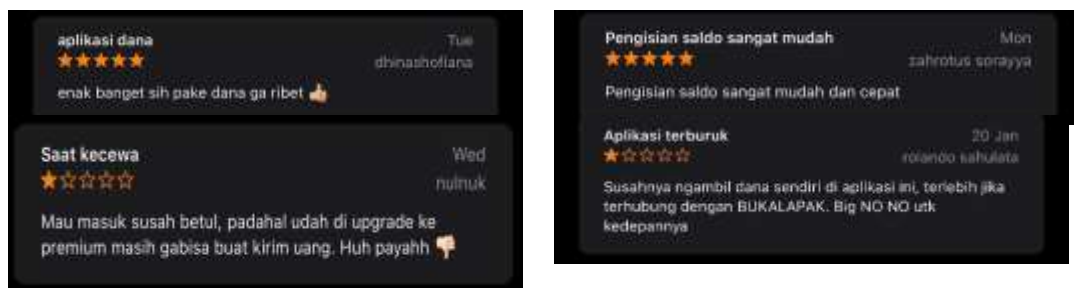 aplikasi dana
Tue
dhinashofiana
enak banget sih pake dana ga ribet 👍
Saat kecewa
Wed
nulnuk
Mau masuk susah betul, padahal udah di upgrade ke
premium masih gabisa buat kirim uang. Huh payahh 👎
Pengisian saldo sangat mudah
Mon
zahrotus sorayya
Pengisian saldo sangat mudah dan cepat
Aplikasi terburuk
20 Jan
rolando sahulata
Susahnya ngambil dana sendiri di aplikasi ini, terlebih jika
terhubung dengan BUKALAPAK. Big NO NO utk
kedepannya